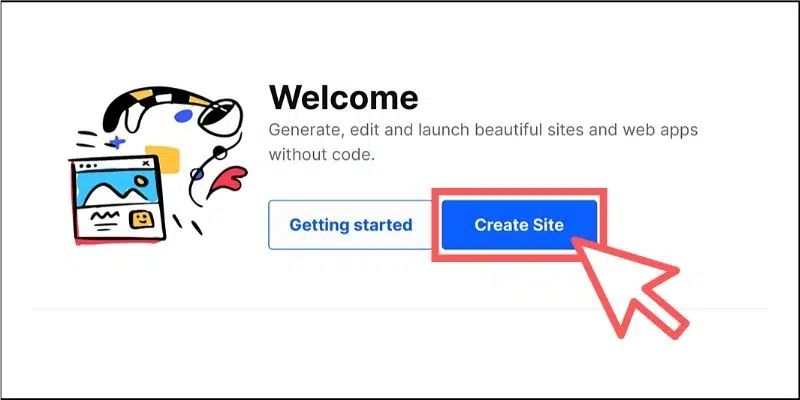 Welcome
Generate, edit and launch beautiful sites and web apps
without code.
Getting started
Create Site